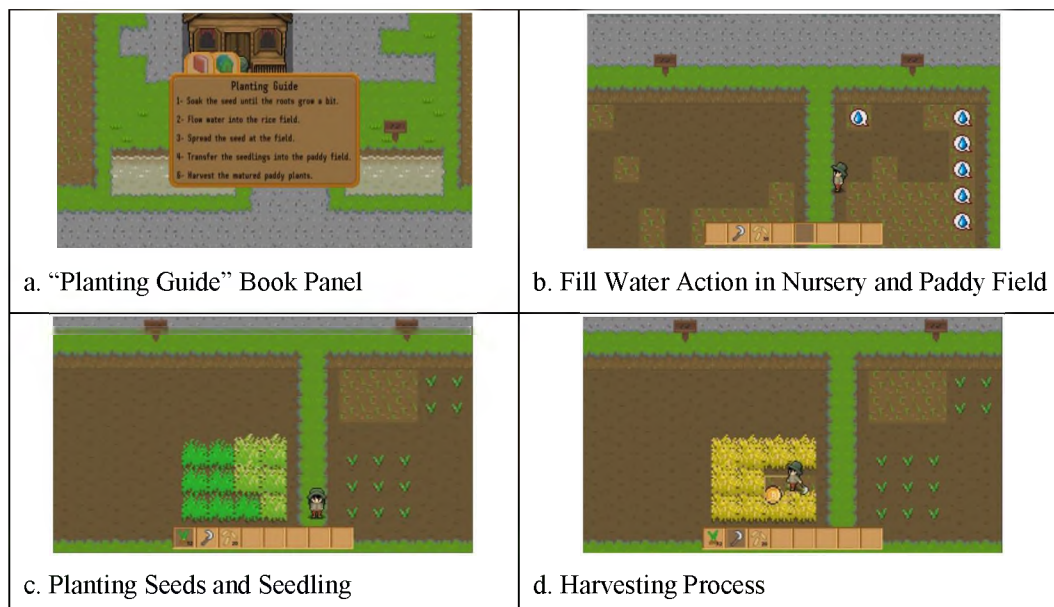 Planting Guide
1- Soak the seed until the roots grow a bit.
2- Flow water into the rice field.
3- Spread the seed at the field.
4- Transfer the seedlings into the paddy field.
5- Harvest the matured paddy plants.
a. “Planting Guide” Book Panel
b. Fill Water Action in Nursery and Paddy Field
c. Planting Seeds and Seedling
d. Harvesting Process